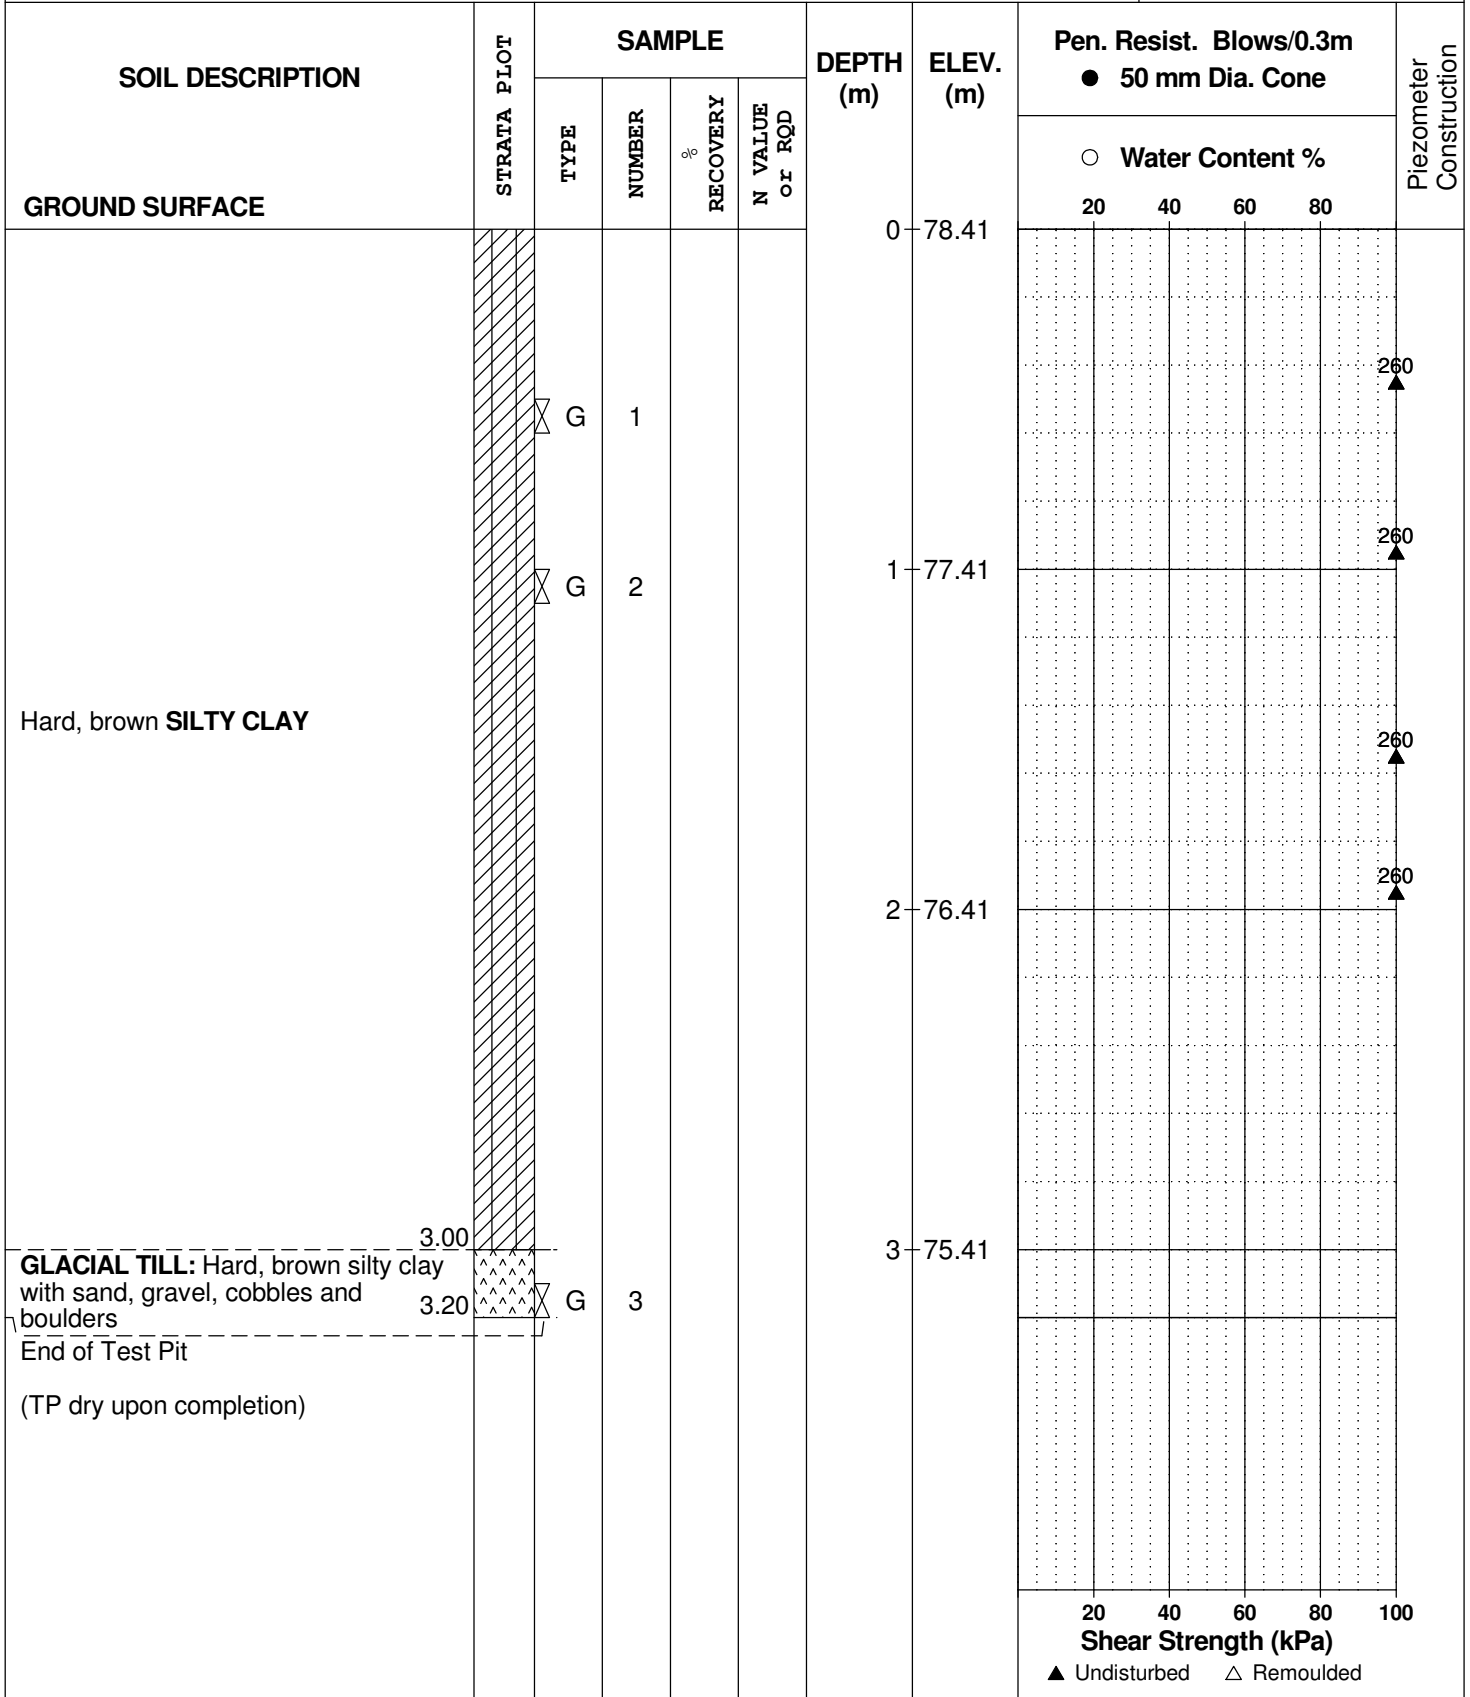 SOIL DESCRIPTION
GROUND SURFACE
STRATA PLOT
SAMPLE
TYPE
NUMBER
%
RECOVERY
N VALUE
or RQD
DEPTH
(m)
ELEV.
(m)
Pen. Resist. Blows/0.3m
● 50 mm Dia. Cone
○ Water Content %
20 40 60 80
Piezometer
Construction
0 78.41
260
G 1
260
1 77.41
G 2
Hard, brown SILTY CLAY
260
260
2 76.41
3.00
3 75.41
GLACIAL TILL: Hard, brown silty clay
with sand, gravel, cobbles and
boulders
3.20
G 3
End of Test Pit
(TP dry upon completion)
20 40 60 80 100
Shear Strength (kPa)
▲ Undisturbed △ Remoulded